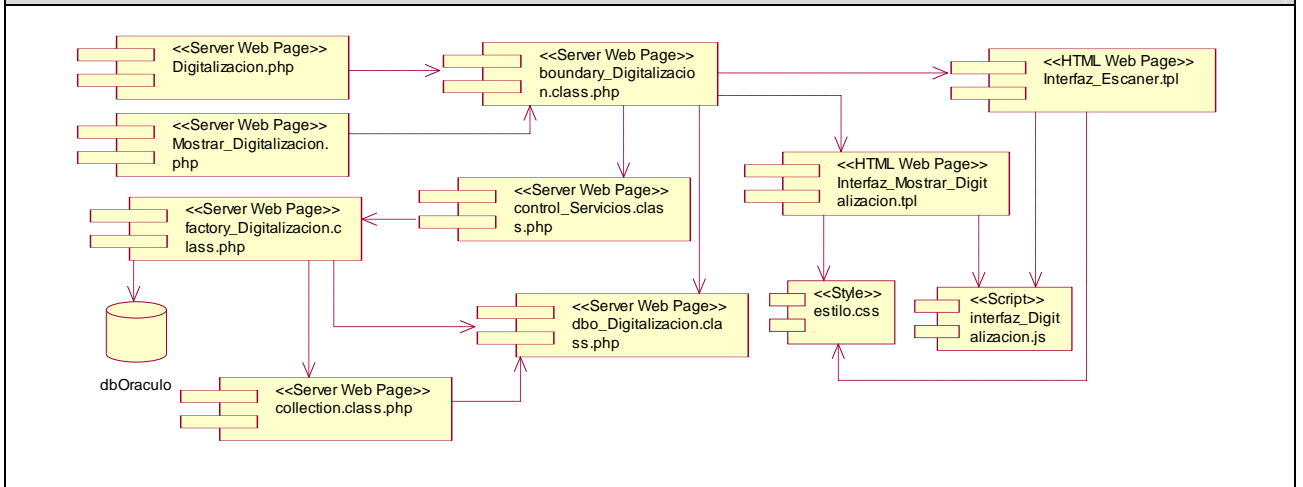 <<Server Web Page>>
Digitalizacion.php
<<Server Web Page>>
boundary_Digitalizacio
n.class.php
<<HTML Web Page>>
Interfaz_Escaner.tpl
<<Server Web Page>>
Mostrar_Digitalizacion.
php
<<HTML Web Page>>
Interfaz_Mostrar_Digit
alizacion.tpl
<<Server Web Page>>
control_Servicios.clas
s.php
<<Server Web Page>>
factory_Digitalizacion.c
lass.php
<<Style>>
estilo.css
<<Script>>
interfaz_Digit
alizacion.js
<<Server Web Page>>
dbo_Digitalizacion.cla
ss.php
dbOraculo
<<Server Web Page>>
collection.class.php